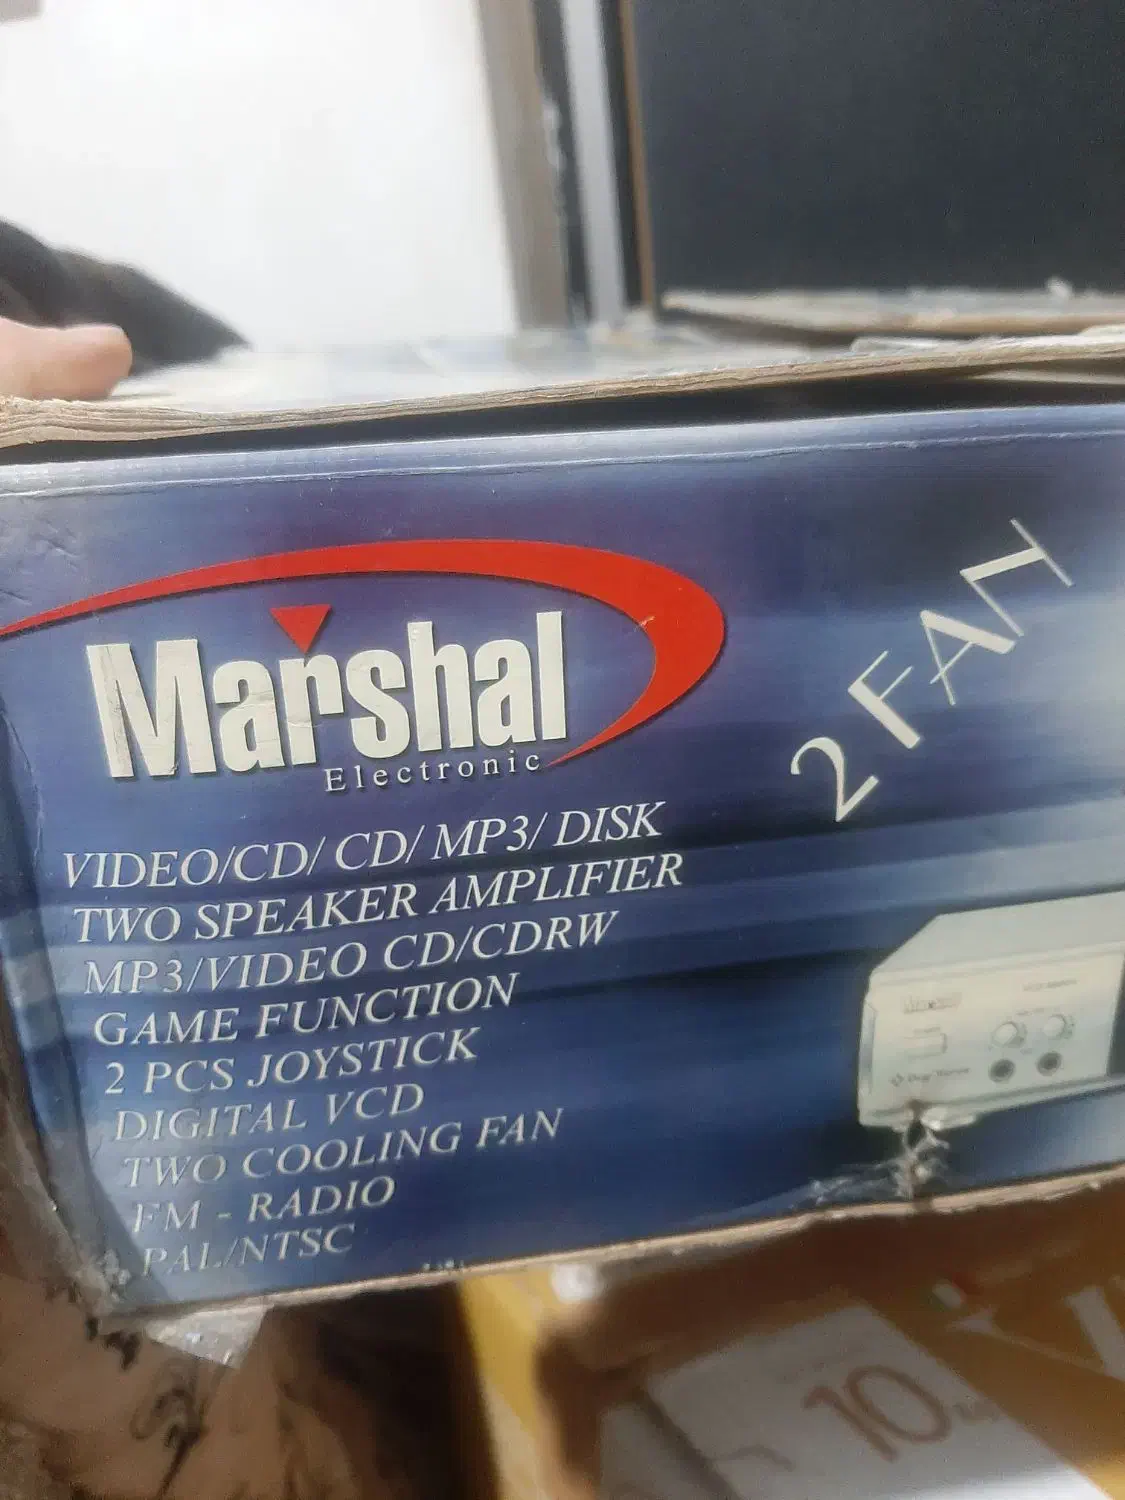 Marshal
Electronic
2 FAN
VIDEO/CD/ CD/ MP3/ DISK
TWO SPEAKER AMPLIFIER
MP3/VIDEO CD/CDRW
GAME FUNCTION
2 PCS JOYSTICK
DIGITAL VCD
TWO COOLING FAN
FM - RADIO
PAL/NTSC
10